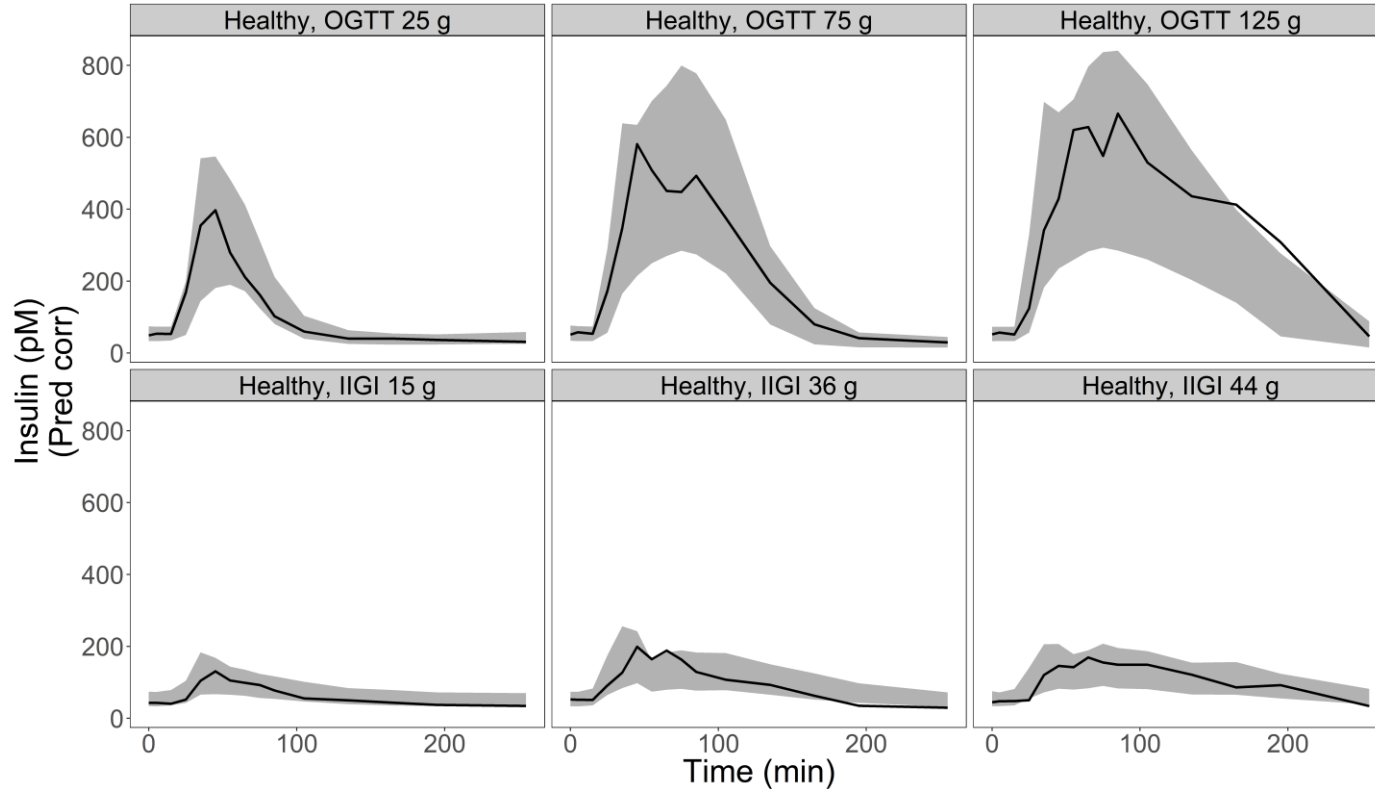 Healthy, OGTT 25 g
Healthy, OGTT 75 g
Healthy, OGTT 125 g
800
600
400
200
0
Insulin (pM)
(Pred corr)
Healthy, IIGI 15 g
Healthy, IIGI 36 g
Healthy, IIGI 44 g
800
600
400
200
0
0 100 200
0 100 200
0 100 200
Time (min)